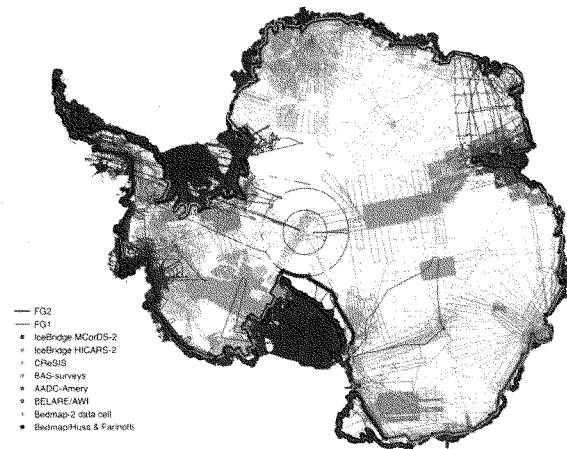 FG2
FG1
IceBridge MCorDS-2
IceBridge HICARS-2
CReSIS
BAS-surveys
AADC-Amery
BELARE/AWI
Bedmap-2 data cell
Bedmap/Huss & Farinotti